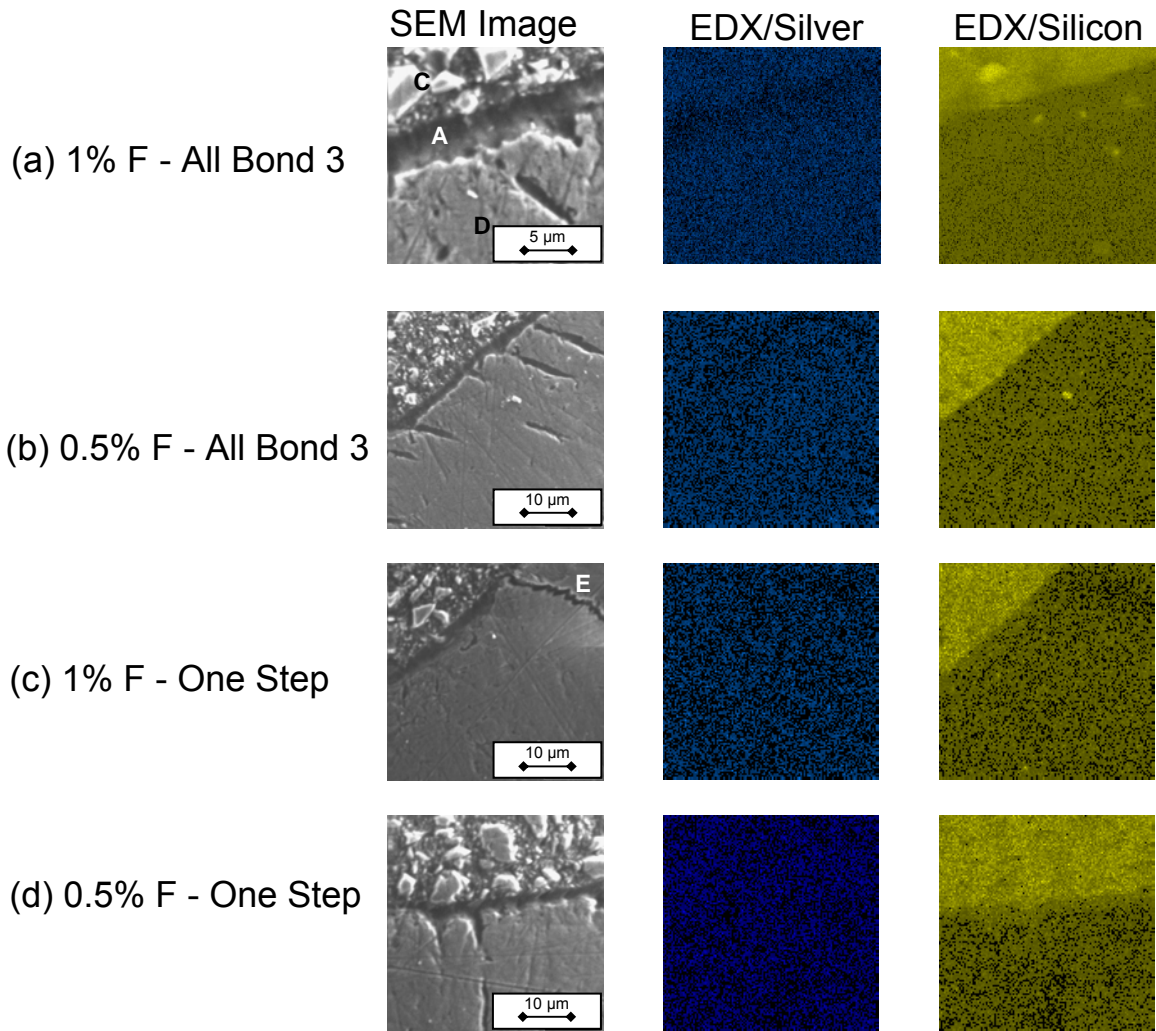 SEM Image EDX/Silver EDX/Silicon
(a) 1% F - All Bond 3
C
A
D
5 µm
(b) 0.5% F - All Bond 3
10 µm
(c) 1% F - One Step
E
10 µm
(d) 0.5% F - One Step
10 µm